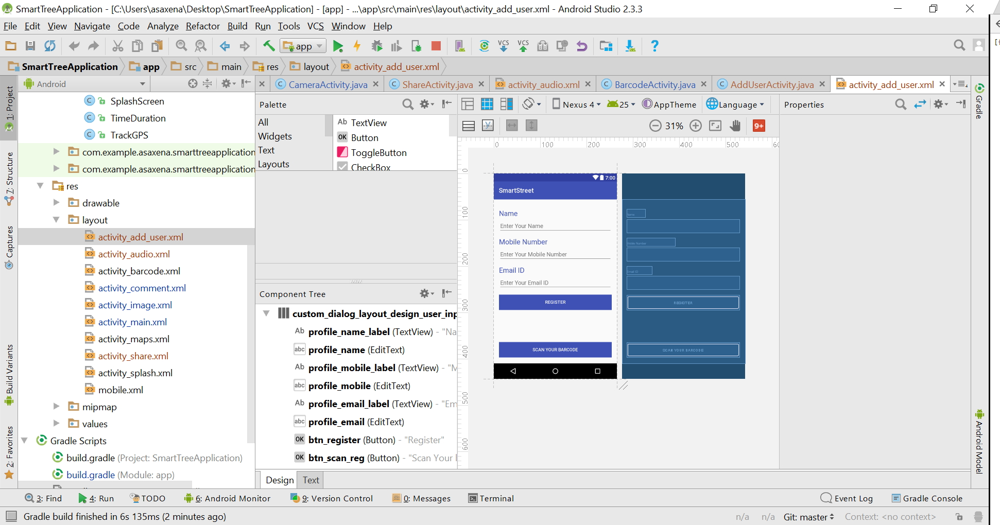 SmartTreeApplication - [C:\Users\asaxena\Desktop\SmartTreeApplication] - [app] - ...\app\src\main\res\layout\activity_add_user.xml - Android Studio 2.3.3
File Edit View Navigate Code Analyze Refactor Build Run Tools VCS Window Help
app VCS VCS ?
SmartTreeApplication app src main res layout activity_add_user.xml
Android
CameraActivity.java ShareActivity.java activity_audio.xml BarcodeActivity.java AddUserActivity.java activity_add_user.xml
1: Project
7: Structure
Captures
Build Variants
2: Favorites
SplashScreen
TimeDuration
TrackGPS
com.example.asaxena.smarttreeapplication
com.example.asaxena.smarttreeapplication
res
drawable
layout
activity_add_user.xml
activity_audio.xml
activity_barcode.xml
activity_comment.xml
activity_image.xml
activity_main.xml
activity_maps.xml
activity_share.xml
activity_splash.xml
mobile.xml
mipmap
values
Gradle Scripts
build.gradle (Project: SmartTreeApplication)
build.gradle (Module: app)
Palette
All
Widgets
Text
Layouts
Ab TextView
OK Button
ToggleButton
CheckBox
Component Tree
custom_dialog_layout_design_user_inp
Ab profile_name_label (TextView) - "Na
abc profile_name (EditText)
Ab profile_mobile_label (TextView) - "M
abc profile_mobile (EditText)
Ab profile_email_label (TextView) - "Em
abc profile_email (EditText)
OK btn_register (Button) - "Register"
OK btn_scan_reg (Button) - "Scan Your
Nexus 4 25 AppTheme Language
31% 9+
0 100 200 300 400 500 60
0
100
200
300
400
500
600
7:00
SmartStreet
Name
Enter Your Name
Mobile Number
Enter Your Mobile Number
Email ID
Enter Your Email ID
REGISTER
SCAN YOUR BARCODE
Name
Mobile Number
Email ID
REGISTER
SCAN YOUR BARCODE
Properties
Gradle
Android Model
Design Text
3: Find 4: Run TODO 6: Android Monitor 9: Version Control 0: Messages Terminal Event Log Gradle Console
Gradle build finished in 6s 135ms (2 minutes ago) n/a n/a Git: master Context: <no context>